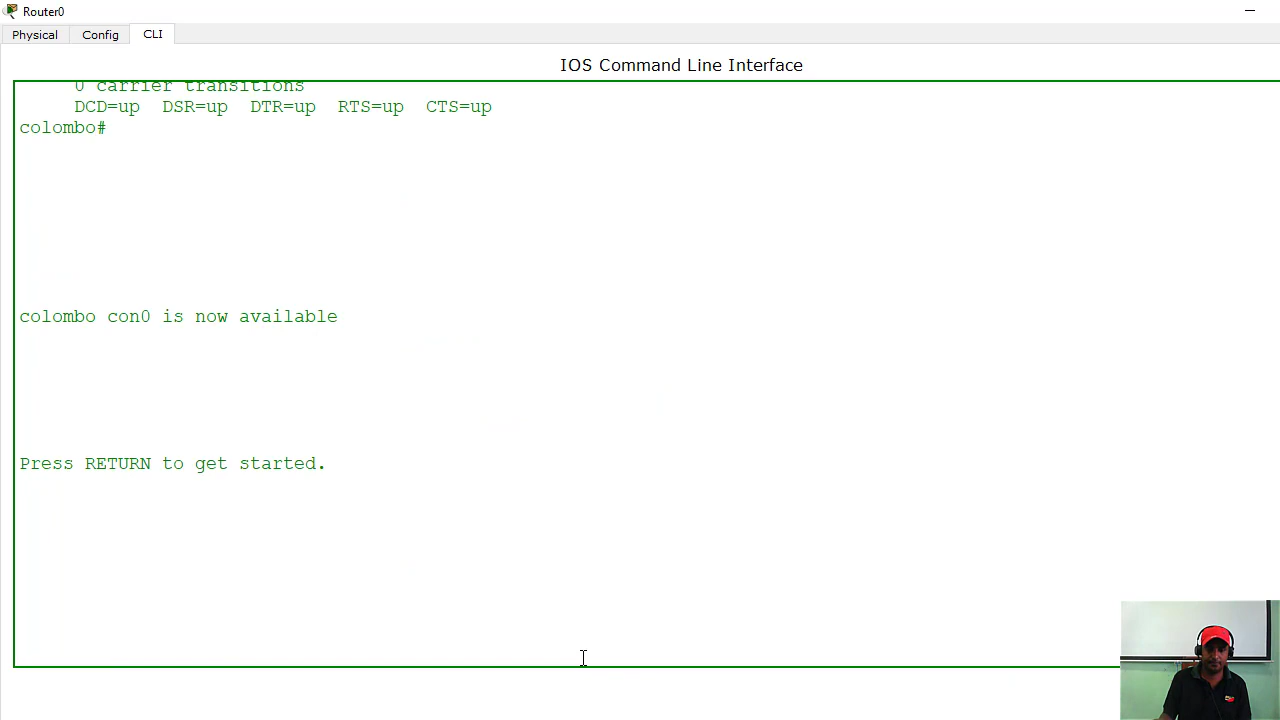 Router0
Physical Config CLI
IOS Command Line Interface
0 carrier transitions
DCD=up DSR=up DTR=up RTS=up CTS=up
colombo#
colombo con0 is now available
Press RETURN to get started.